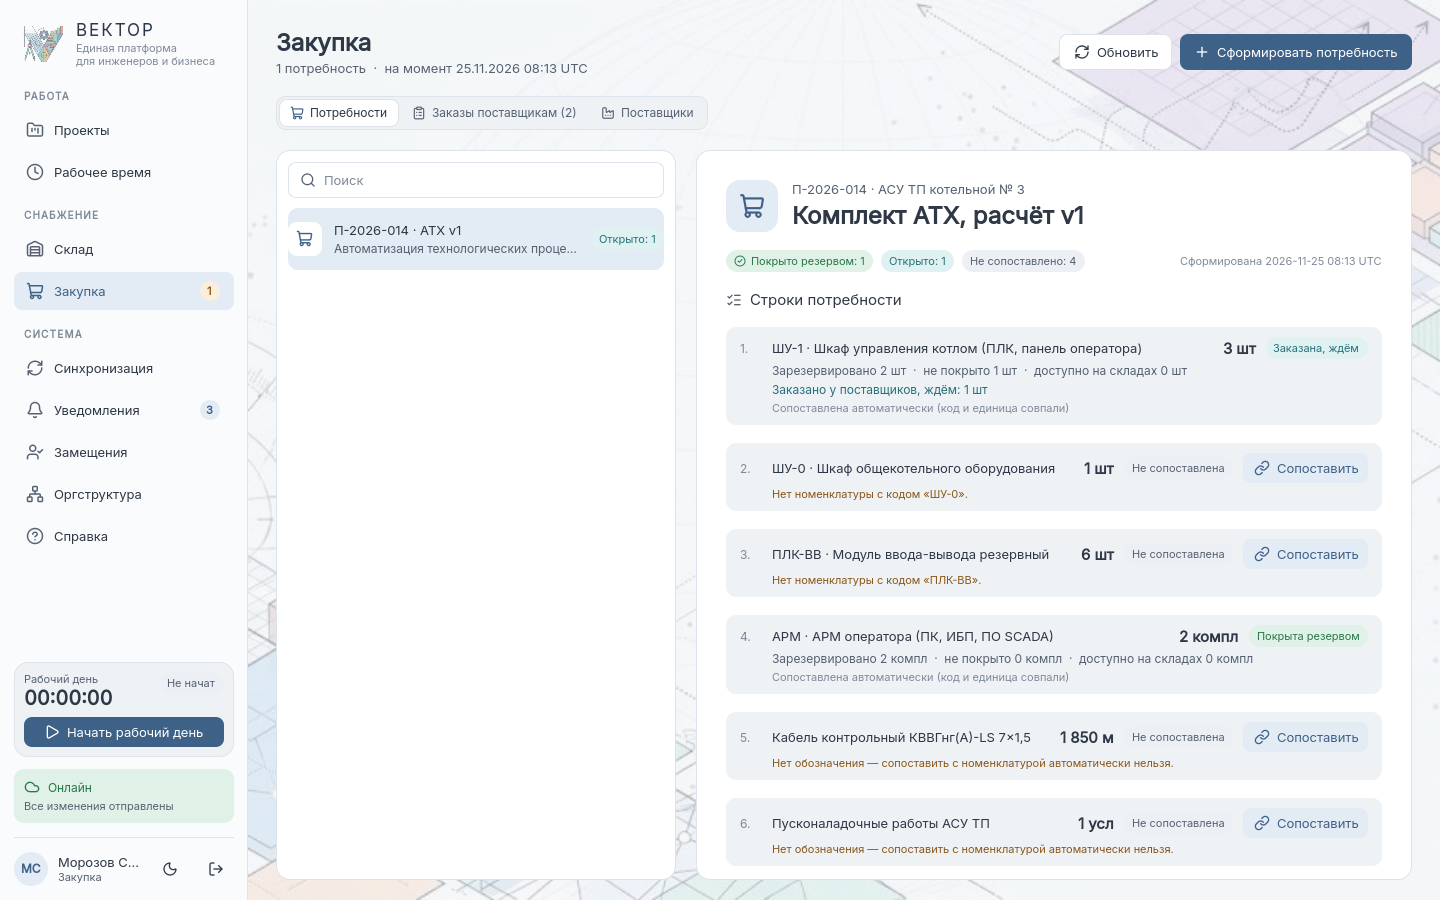 ВЕКТОР
Единая платформа
для инженеров и бизнеса
РАБОТА
Проекты
Рабочее время
СНАБЖЕНИЕ
Склад
Закупка 1
СИСТЕМА
Синхронизация
Уведомления 3
Замещения
Оргструктура
Справка
Рабочий день
Не начат
00:00:00
Начать рабочий день
Онлайн
Все изменения отправлены
МС
Морозов С...
Закупка
Закупка
1 потребность · на момент 25.11.2026 08:13 UTC
Обновить
Сформировать потребность
Потребности
Заказы поставщикам (2)
Поставщики
Поиск
П-2026-014 · АТХ v1
Автоматизация технологических проце...
Открыто: 1
П-2026-014 · АСУ ТП котельной № 3
Комплект АТХ, расчёт v1
Покрыто резервом: 1
Открыто: 1
Не сопоставлено: 4
Сформирована 2026-11-25 08:13 UTC
Строки потребности
1. ШУ-1 · Шкаф управления котлом (ПЛК, панель оператора) 3 шт Заказана, ждём
Зарезервировано 2 шт · не покрыто 1 шт · доступно на складах 0 шт
Заказано у поставщиков, ждём: 1 шт
Сопоставлена автоматически (код и единица совпали)
2. ШУ-0 · Шкаф общекотельного оборудования 1 шт Не сопоставлена Сопоставить
Нет номенклатуры с кодом «ШУ-0».
3. ПЛК-ВВ · Модуль ввода-вывода резервный 6 шт Не сопоставлена Сопоставить
Нет номенклатуры с кодом «ПЛК-ВВ».
4. АРМ · АРМ оператора (ПК, ИБП, ПО SCADA) 2 компл Покрыта резервом
Зарезервировано 2 компл · не покрыто 0 компл · доступно на складах 0 компл
Сопоставлена автоматически (код и единица совпали)
5. Кабель контрольный КВВГнг(А)-LS 7×1,5 1 850 м Не сопоставлена Сопоставить
Нет обозначения — сопоставить с номенклатурой автоматически нельзя.
6. Пусконаладочные работы АСУ ТП 1 усл Не сопоставлена Сопоставить
Нет обозначения — сопоставить с номенклатурой автоматически нельзя.